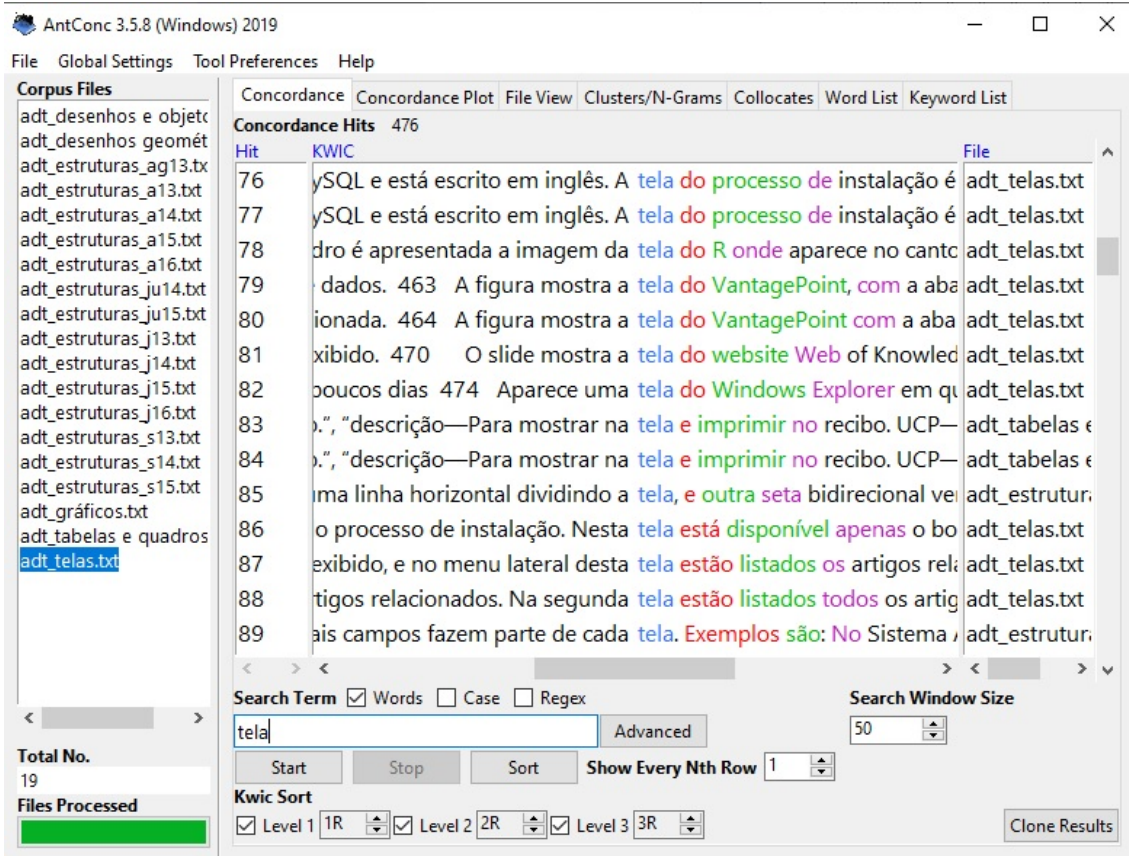 AntConc 3.5.8 (Windows) 2019
File Global Settings Tool Preferences Help
Corpus Files
adt_desenhos e objeto
adt_desenhos geomét
adt_estruturas_ag13.tx
adt_estruturas_a13.txt
adt_estruturas_a14.txt
adt_estruturas_a15.txt
adt_estruturas_a16.txt
adt_estruturas_ju14.txt
adt_estruturas_ju15.txt
adt_estruturas_j13.txt
adt_estruturas_j14.txt
adt_estruturas_j15.txt
adt_estruturas_j16.txt
adt_estruturas_s13.txt
adt_estruturas_s14.txt
adt_estruturas_s15.txt
adt_gráficos.txt
adt_tabelas e quadros
adt_telas.txt
Total No.
19
Files Processed
Concordance Concordance Plot File View Clusters/N-Grams Collocates Word List Keyword List
Concordance Hits 476
Hit KWIC File
76 ySQL e está escrito em inglês. A tela do processo de instalação é adt_telas.txt
77 ySQL e está escrito em inglês. A tela do processo de instalação é adt_telas.txt
78 dro é apresentada a imagem da tela do R onde aparece no canto adt_telas.txt
79 dados. 463 A figura mostra a tela do VantagePoint, com a aba adt_telas.txt
80 ionada. 464 A figura mostra a tela do VantagePoint com a aba adt_telas.txt
81 xibido. 470 O slide mostra a tela do website Web of Knowled adt_telas.txt
82 poucos dias 474 Aparece uma tela do Windows Explorer em qu adt_telas.txt
83 .”, “descrição—Para mostrar na tela e imprimir no recibo. UCP— adt_tabelas e
84 .”, “descrição—Para mostrar na tela e imprimir no recibo. UCP— adt_tabelas e
85 uma linha horizontal dividindo a tela, e outra seta bidirecional ver adt_estrutura
86 o processo de instalação. Nesta tela está disponível apenas o bo adt_telas.txt
87 exibido, e no menu lateral desta tela estão listados os artigos rela adt_telas.txt
88 rtigos relacionados. Na segunda tela estão listados todos os artig adt_telas.txt
89 ais campos fazem parte de cada tela. Exemplos são: No Sistema adt_estrutura
Search Term Words Case Regex Search Window Size
tela Advanced 50
Start Stop Sort Show Every Nth Row 1
Kwic Sort
Level 1 1R Level 2 2R Level 3 3R Clone Results